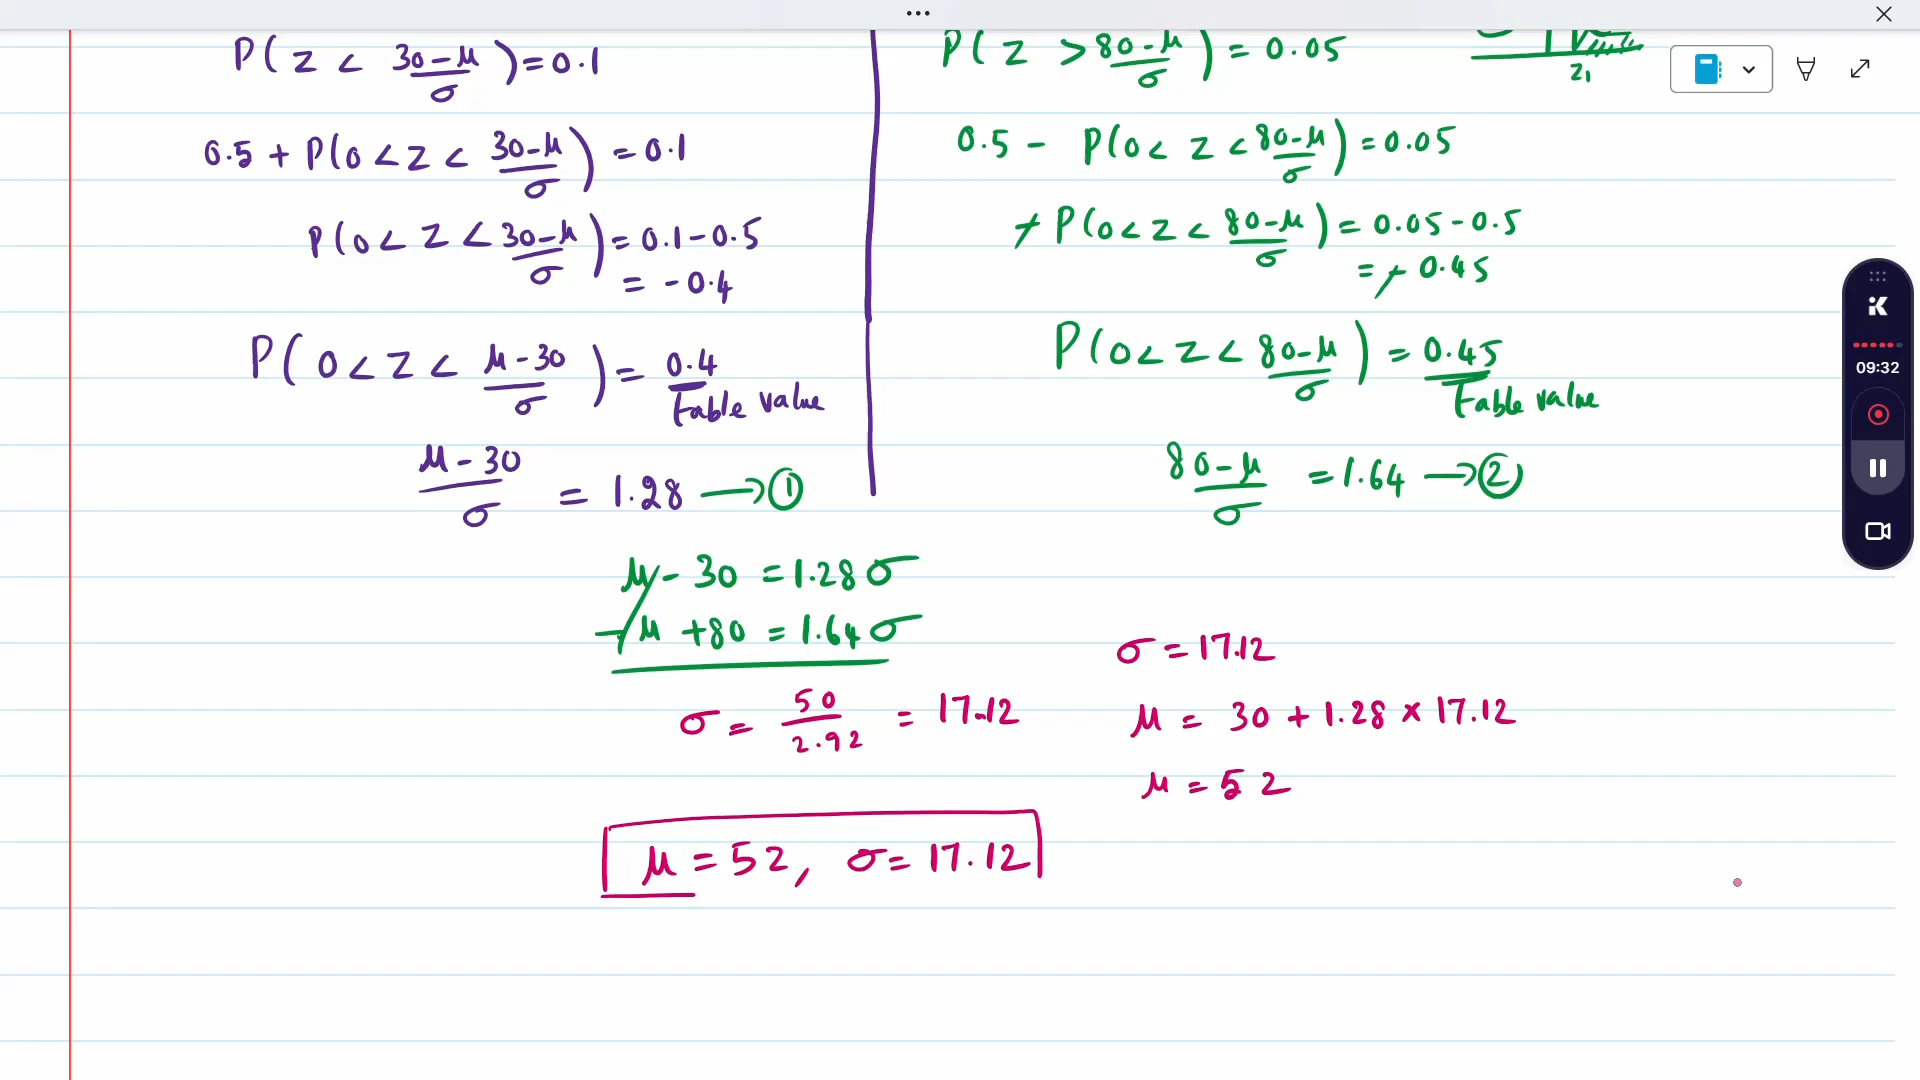 P( Z < (30-μ)/σ ) = 0.1
0.5 + P(0 < Z < (30-μ)/σ) = 0.1
P(0 < Z < (30-μ)/σ) = 0.1 - 0.5
= -0.4
P( 0 < Z < (μ-30)/σ ) = 0.4
table value
(μ-30)/σ = 1.28 → ①
P( Z > (80-μ)/σ ) = 0.05
Z₁
0.5 - P(0 < Z < (80-μ)/σ) = 0.05
-P(0 < Z < (80-μ)/σ) = 0.05 - 0.5
= -0.45
P(0 < Z < (80-μ)/σ) = 0.45
table value
(80-μ)/σ = 1.64 → ②
μ - 30 = 1.28 σ
-μ + 80 = 1.64 σ
σ = 50/2.92 = 17.12
σ = 17.12
μ = 30 + 1.28 × 17.12
μ = 52
μ = 52, σ = 17.12
09:32